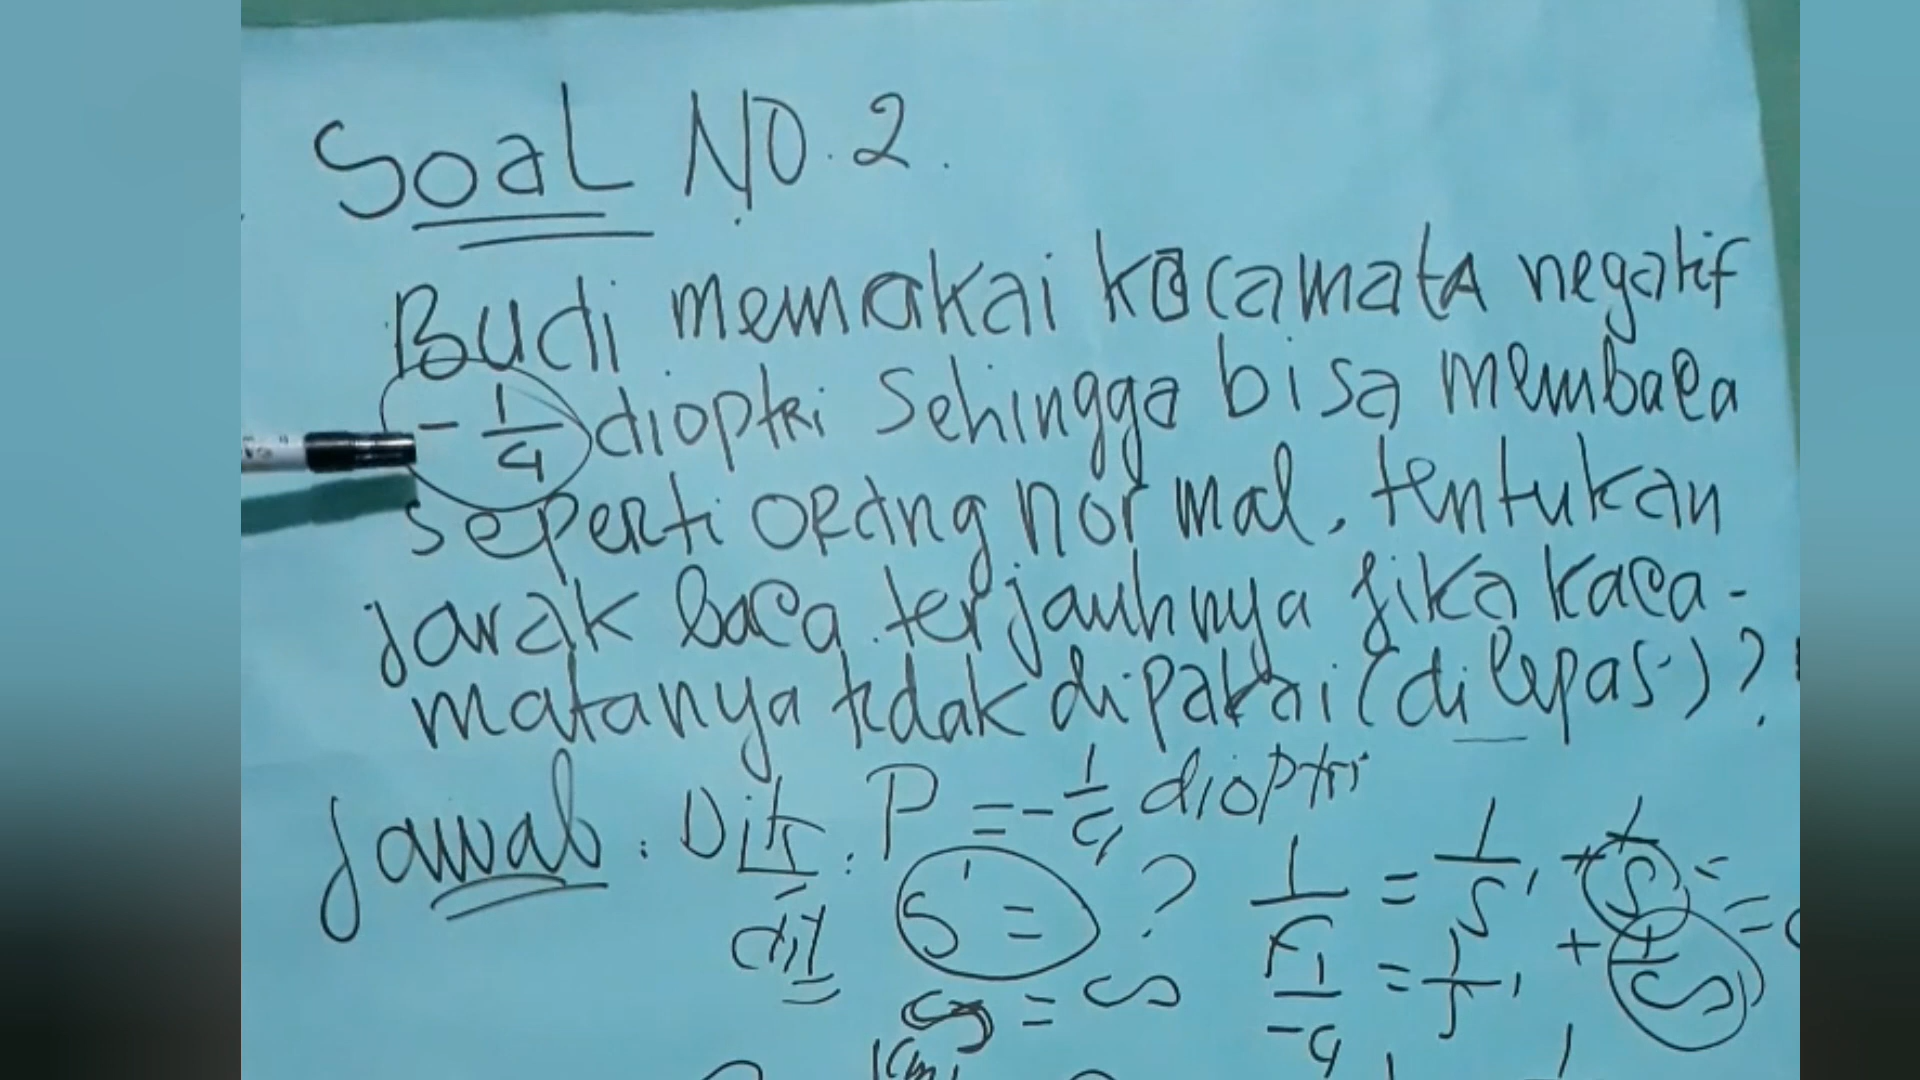 Soal NO. 2.
Budi memakai kacamata negatif
- 1/4 dioptri sehingga bisa membaca
seperti orang normal, tentukan
jarak baca terjauhnya jika kaca-
matanya tidak dipakai (dilepas)?
Jawab : Dik : P = - 1/4 dioptri
dit S' = ? 1/F = 1/S' + 1/S
S = ∞ 1/-4 = 1/S' + 1/∞